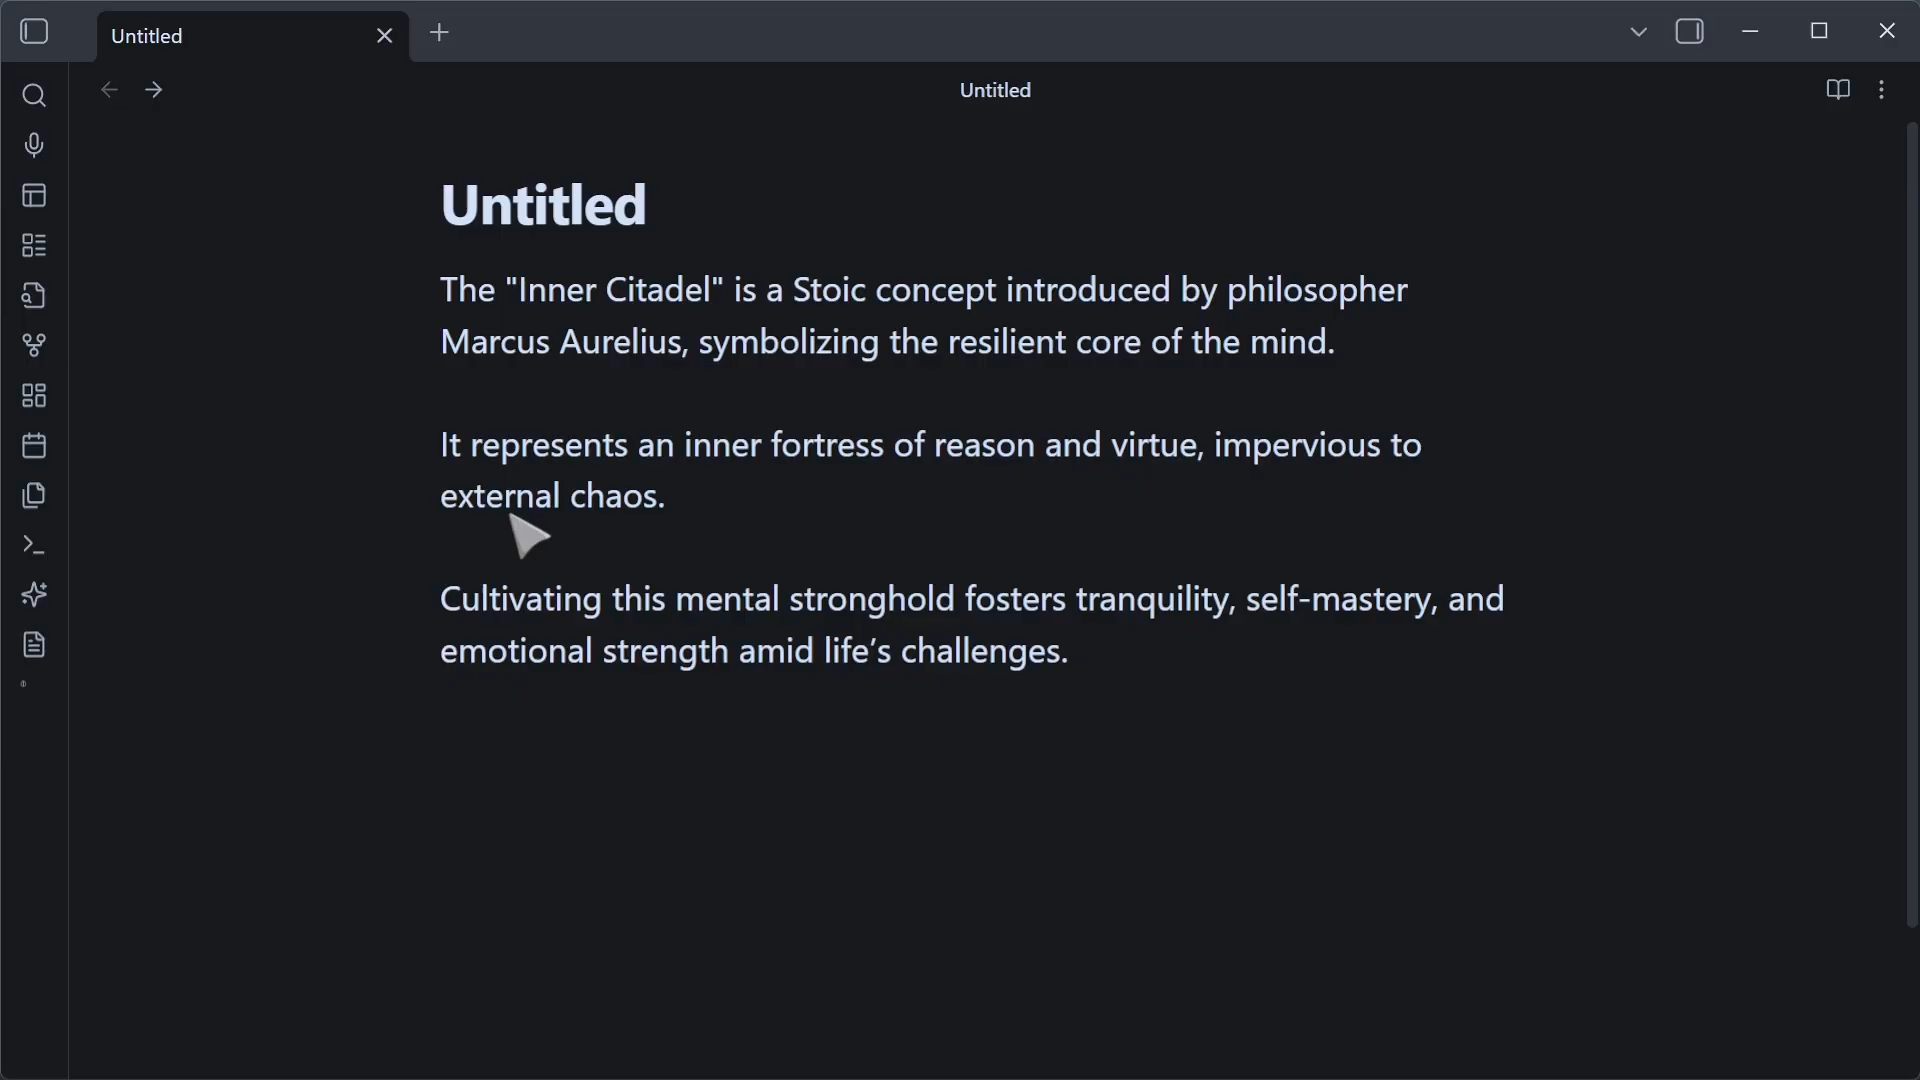 Untitled
Untitled
Untitled
The "Inner Citadel" is a Stoic concept introduced by philosopher
Marcus Aurelius, symbolizing the resilient core of the mind.
It represents an inner fortress of reason and virtue, impervious to
external chaos.
Cultivating this mental stronghold fosters tranquility, self-mastery, and
emotional strength amid life’s challenges.